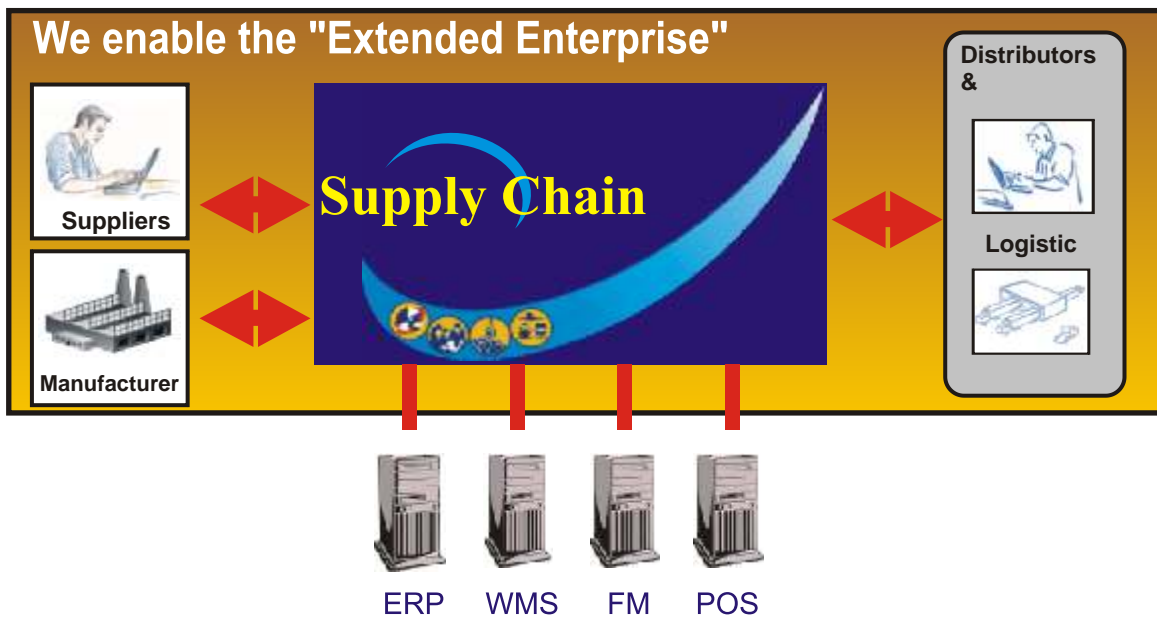 We enable the "Extended Enterprise"
Suppliers
Manufacturer
Supply Chain
Distributors
&
Logistic
ERP
WMS
FM
POS